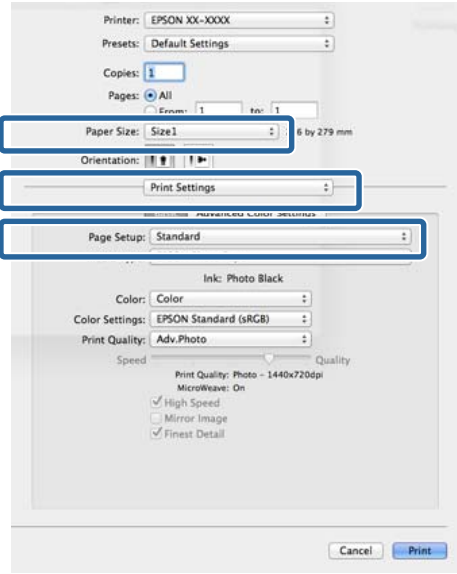 Printer: EPSON XX-XXXX
Presets: Default Settings
Copies: 1
Pages: All
From: 1 to: 1
Paper Size: Size1 6 by 279 mm
Orientation:
Print Settings
Advanced Color Settings
Page Setup: Standard
Ink: Photo Black
Color: Color
Color Settings: EPSON Standard (sRGB)
Print Quality: Adv.Photo
Speed Quality
Print Quality: Photo - 1440x720dpi
MicroWeave: On
High Speed
Mirror Image
Finest Detail
Cancel Print